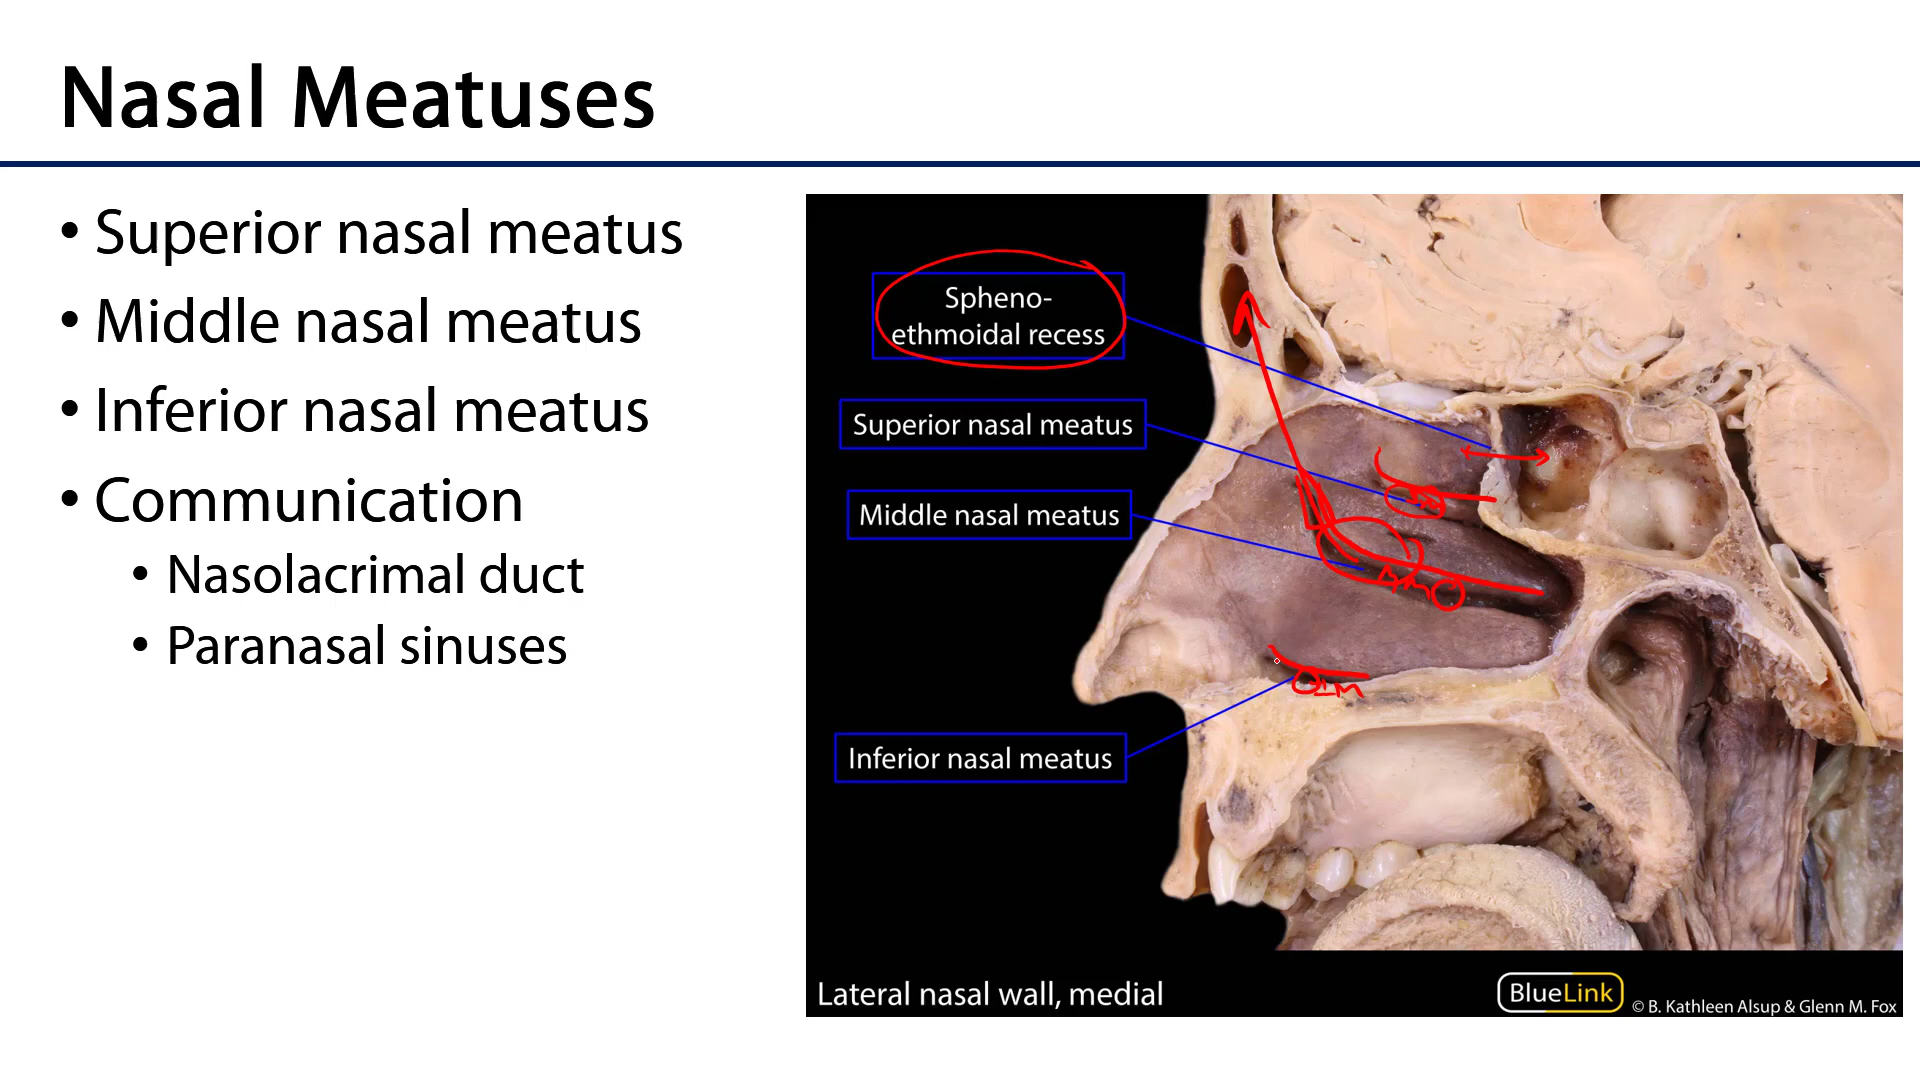 Nasal Meatuses
• Superior nasal meatus
• Middle nasal meatus
• Inferior nasal meatus
• Communication
• Nasolacrimal duct
• Paranasal sinuses
Spheno-
ethmoidal recess
Superior nasal meatus
Middle nasal meatus
Inferior nasal meatus
Lateral nasal wall, medial
BlueLink
© B. Kathleen Alsup & Glenn M. Fox